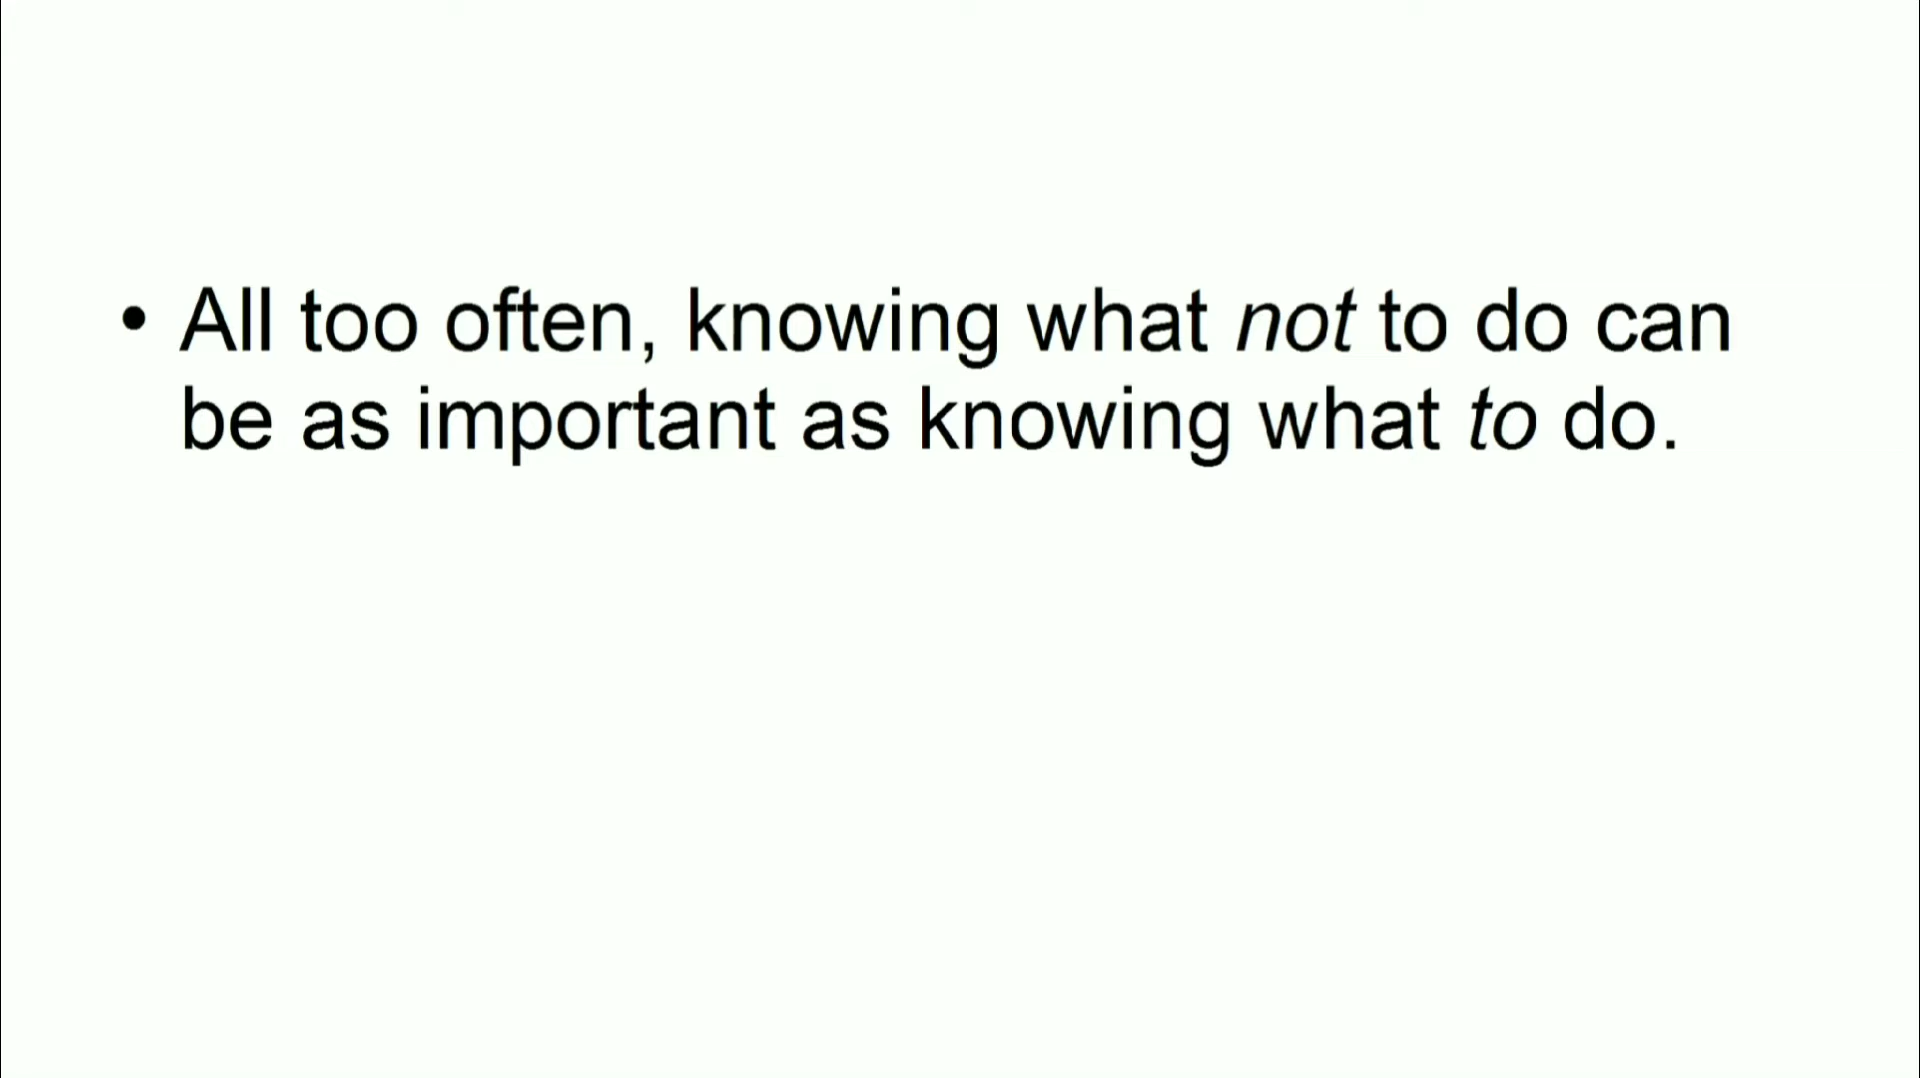 • All too often, knowing what not to do can
be as important as knowing what to do.